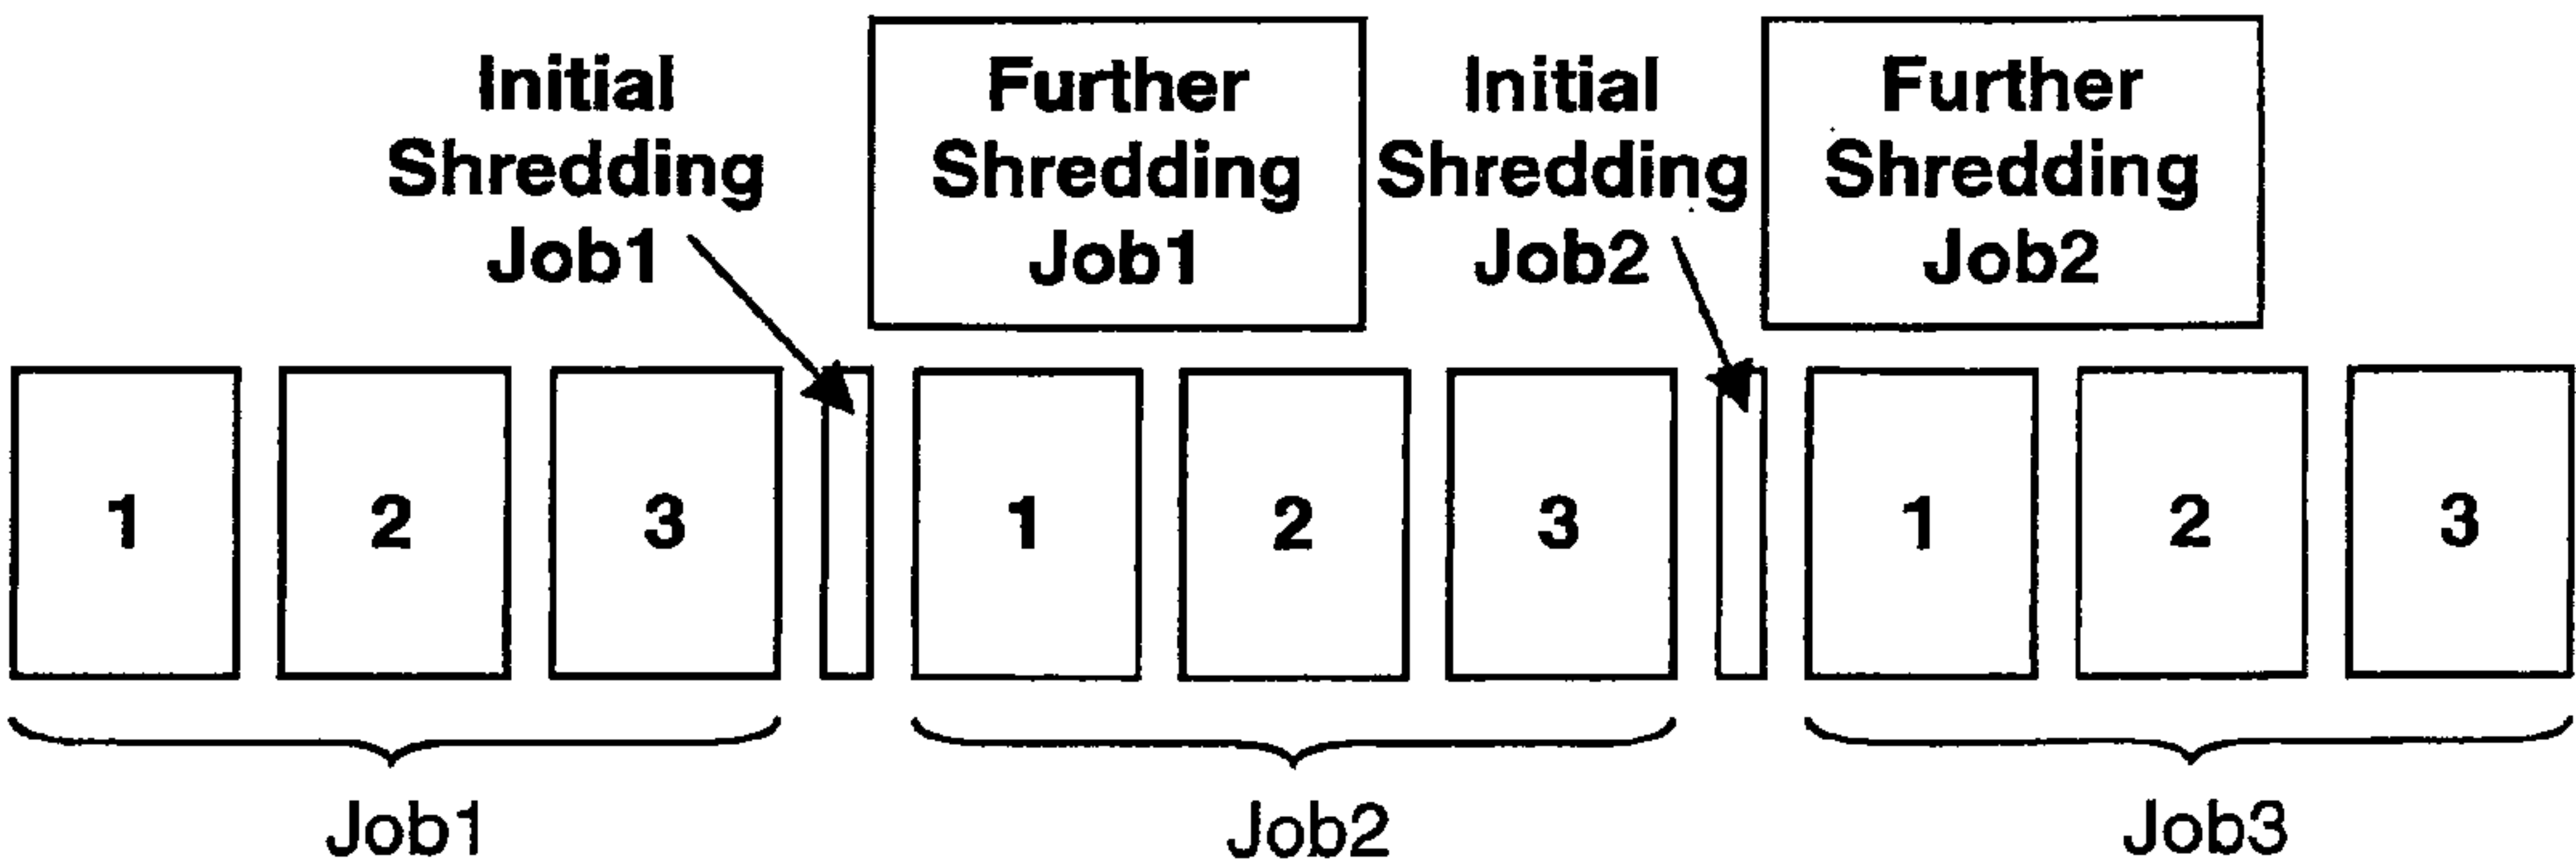 Initial
Shredding
Job1
Further
Shredding
Job1
Initial
Shredding
Job2
Further
Shredding
Job2
1
2
3
1
2
3
1
2
3
Job1
Job2
Job3